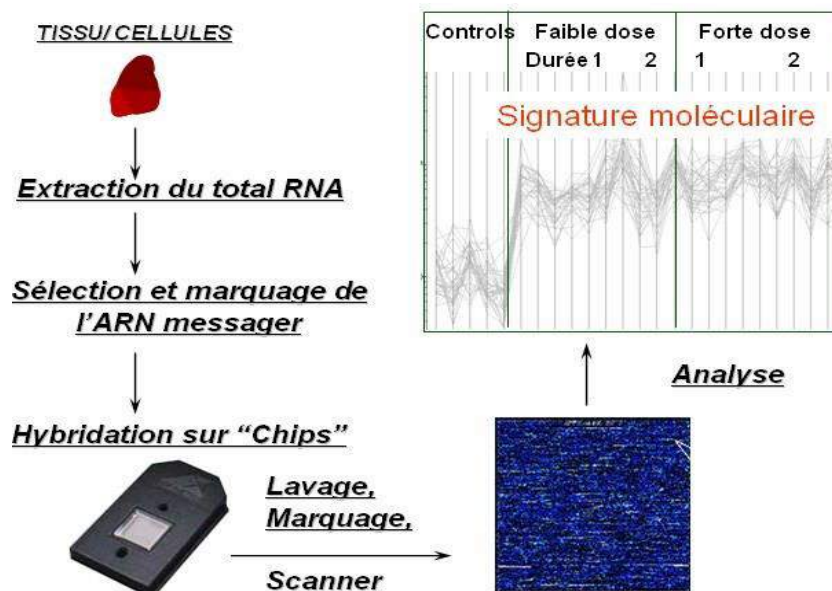 TISSU/ CELLULES
Extraction du total RNA
Sélection et marquage de
l'ARN messager
Hybridation sur “Chips”
Lavage,
Marquage,
Scanner
Analyse
Controls Faible dose Forte dose
Durée 1 2 1 2
Signature moléculaire